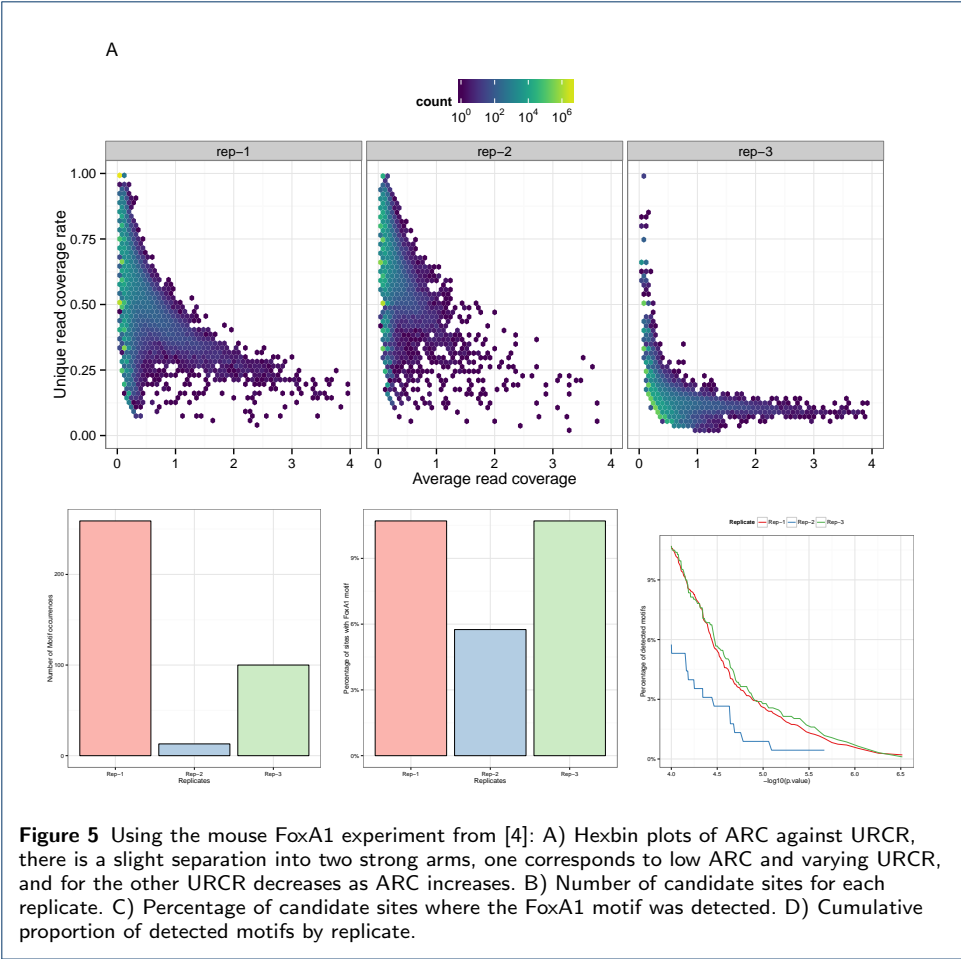 A
count
10^0 10^2 10^4 10^6
rep−1 rep−2 rep−3
Unique read coverage rate
1.00
0.75
0.50
0.25
0.00
0 1 2 3 4 0 1 2 3 4 0 1 2 3 4
Average read coverage
Number of Motif occurrences
200
100
0
Rep−1 Rep−2 Rep−3
Replicates
Percentage of sites with FoxA1 motif
9%
6%
3%
0%
Rep−1 Rep−2 Rep−3
Replicates
Replicate Rep−1 Rep−2 Rep−3
Percentage of detected motifs
9%
6%
3%
0%
4.0 4.5 5.0 5.5 6.0 6.5
−log10(p.value)
Figure 5 Using the mouse FoxA1 experiment from [4]: A) Hexbin plots of ARC against URCR,
there is a slight separation into two strong arms, one corresponds to low ARC and varying URCR,
and for the other URCR decreases as ARC increases. B) Number of candidate sites for each
replicate. C) Percentage of candidate sites where the FoxA1 motif was detected. D) Cumulative
proportion of detected motifs by replicate.